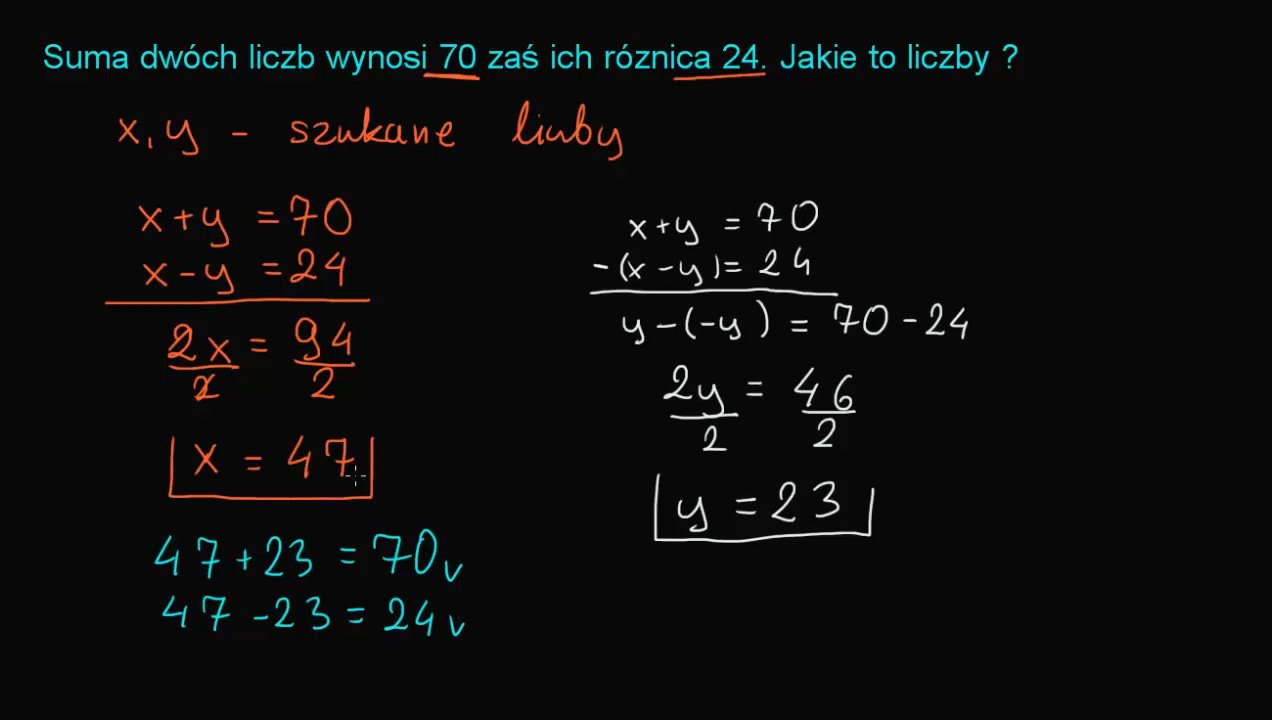 Suma dwóch liczb wynosi 70 zaś ich róznica 24. Jakie to liczby ?
x, y - szukane liczby
x+y = 70
x-y = 24
2x/2 = 94/2
x = 47
47+23 = 70 v
47-23 = 24 v
x+y = 70
-(x-y) = 24
y-(-y) = 70-24
2y/2 = 46/2
y = 23